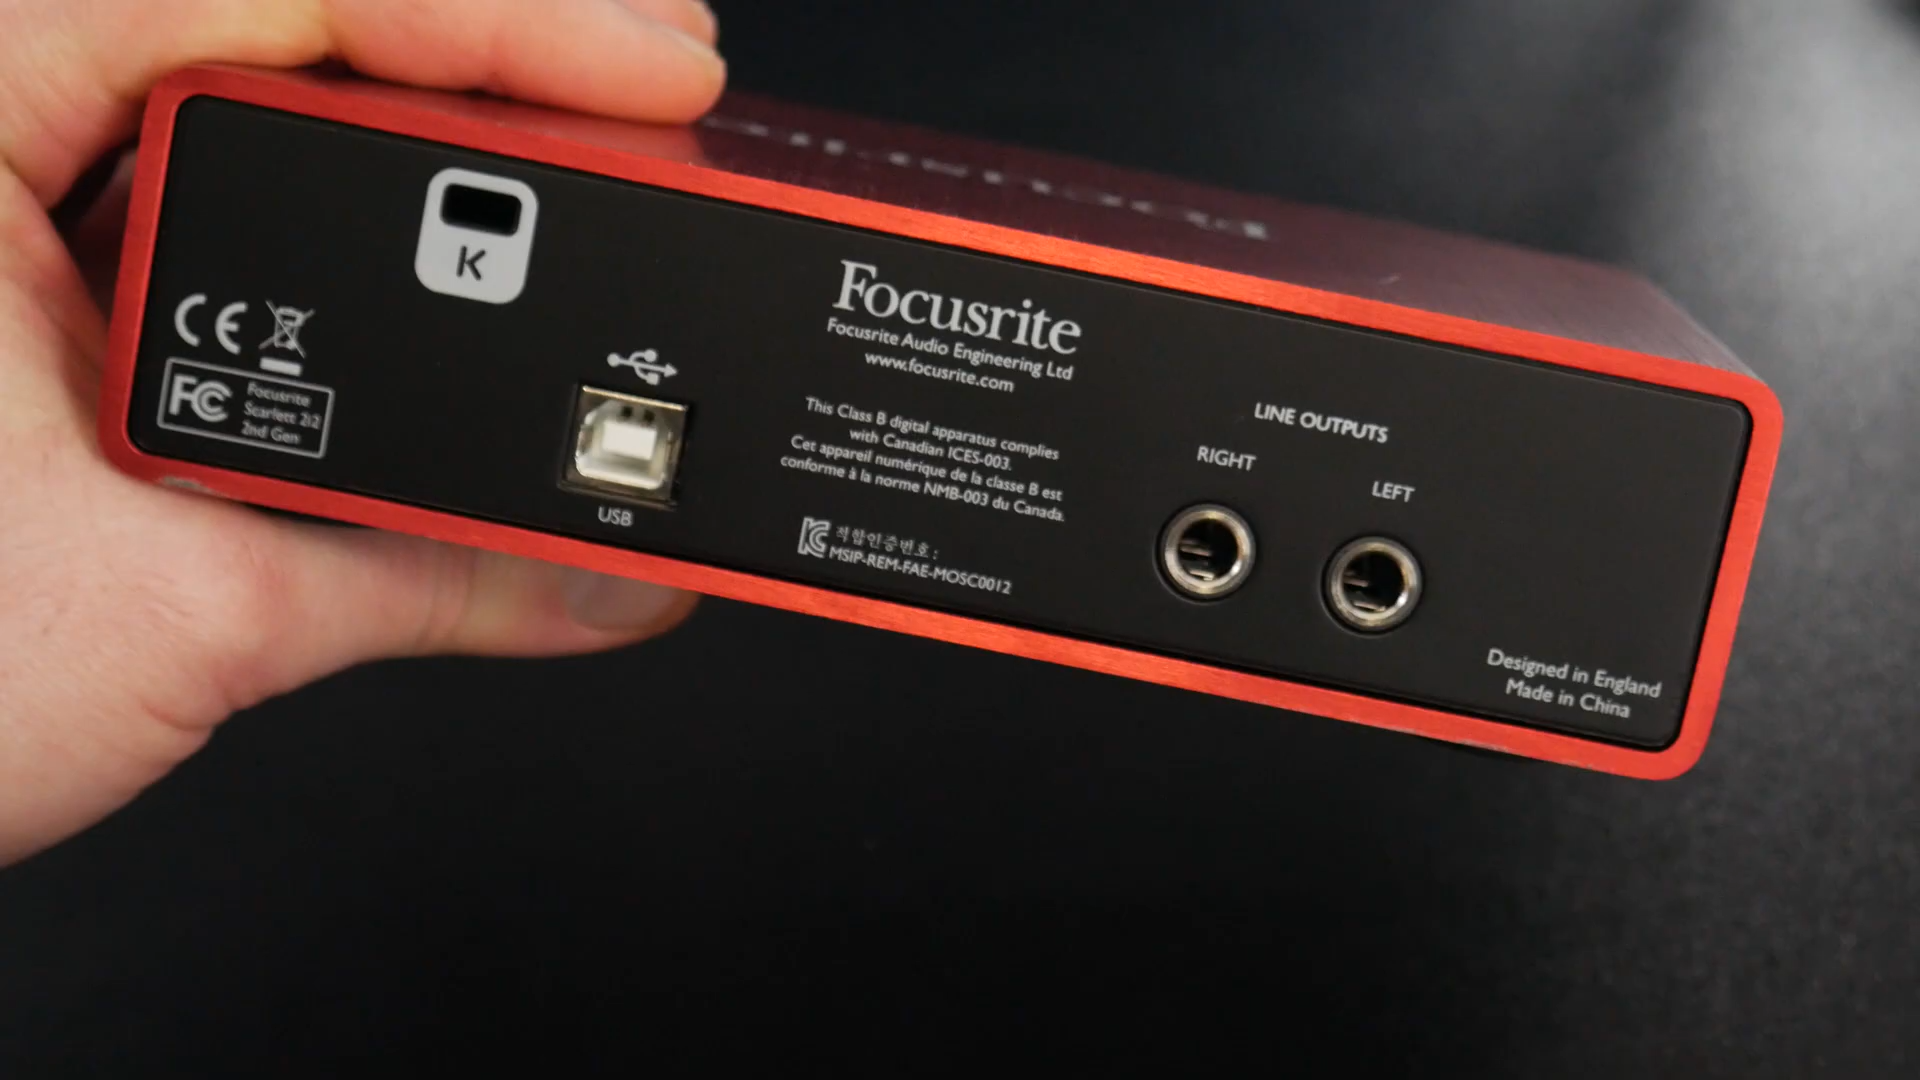 K
CE
FC
Focusrite
Scarlett 2i2
2nd Gen
USB
Focusrite
Focusrite Audio Engineering Ltd
www.focusrite.com
This Class B digital apparatus complies
with Canadian ICES-003.
Cet appareil numérique de la classe B est
conforme à la norme NMB-003 du Canada.
적합인증번호 :
MSIP-REM-FAE-MOSC0012
LINE OUTPUTS
RIGHT
LEFT
Designed in England
Made in China